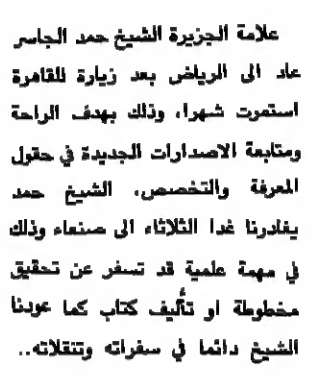 علامة الجزيرة الشيخ حمد الجاسر
عاد الى الرياض بعد زيارة للقاهرة
استمرت شهرا، وذلك بهدف الراحة
ومتابعة الاصدارات الجديدة في حقول
المعرفة والتخصص. الشيخ حمد
يغادرنا غدا الثلاثاء الى صنعاء وذلك
في مهمة علمية قد تسفر عن تحقيق
مخطوطة او تأليف كتاب كما عودنا
الشيخ دائما في سفراته وتنقلاته..